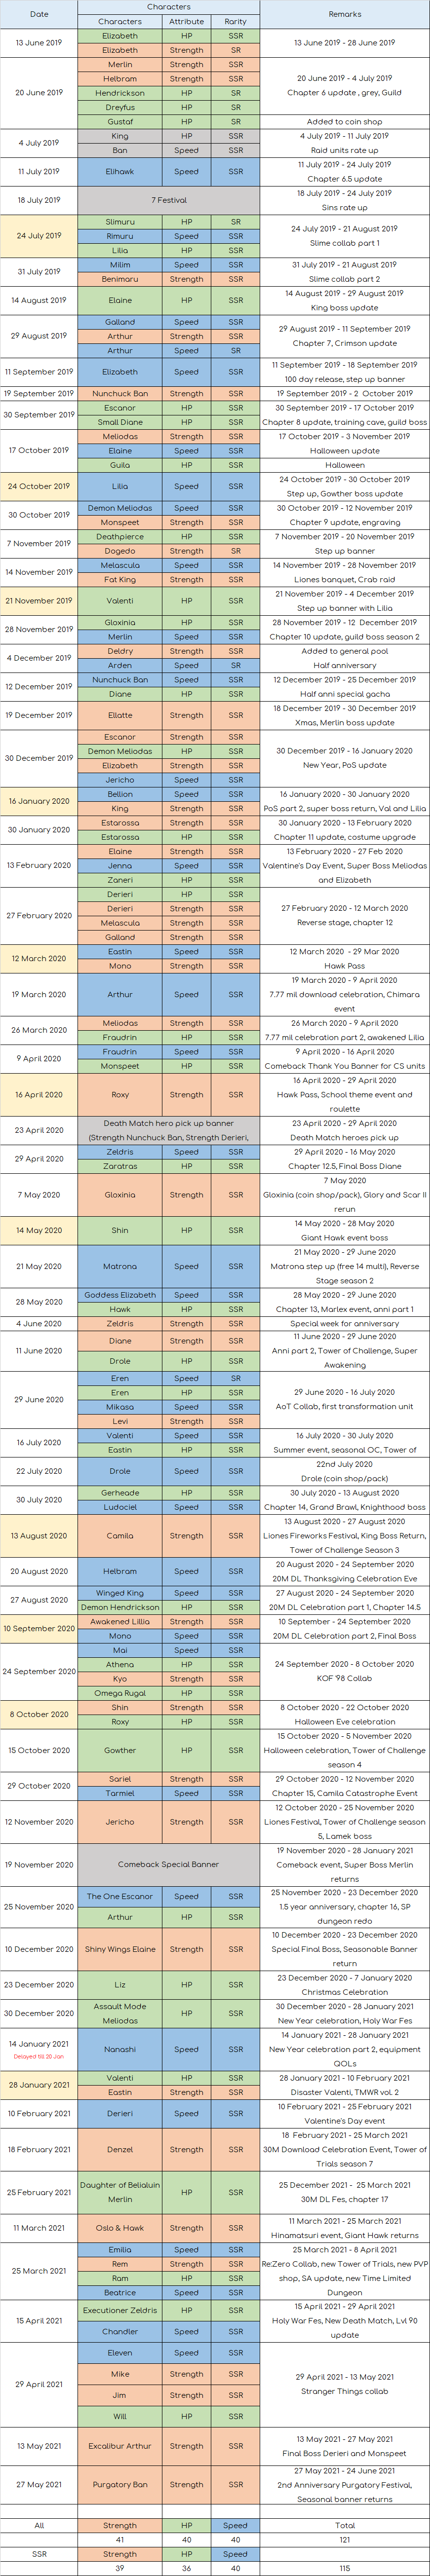 Date Characters Remarks
Characters Attribute Rarity
13 June 2019 Elizabeth HP SSR 13 June 2019 - 28 June 2019
Elizabeth Strength SR
20 June 2019 Merlin Strength SSR 20 June 2019 - 4 July 2019
Helbram Strength SSR Chapter 6 update , grey, Guild
Hendrickson HP SR
Dreyfus HP SR
Gustaf HP SR Added to coin shop
4 July 2019 King HP SSR 4 July 2019 - 11 July 2019
Ban Speed SSR Raid units rate up
11 July 2019 Elihawk Speed SSR 11 July 2019 - 24 July 2019
Chapter 6.5 update
18 July 2019 7 Festival 18 July 2019 - 24 July 2019
Sins rate up
24 July 2019 Slimuru HP SR 24 July 2019 - 21 August 2019
Rimuru Speed SSR Slime collab part 1
Lilia HP SSR
31 July 2019 Milim Speed SSR 31 July 2019 - 21 August 2019
Benimaru Strength SSR Slime collab part 2
14 August 2019 Elaine HP SSR 14 August 2019 - 29 August 2019
King boss update
29 August 2019 Galland Speed SSR 29 August 2019 - 11 September 2019
Arthur Strength SSR Chapter 7, Crimson update
Arthur Speed SR
11 September 2019 Elizabeth Speed SSR 11 September 2019 - 18 September 2019
100 day release, step up banner
19 September 2019 Nunchuck Ban Strength SSR 19 September 2019 - 2 October 2019
30 September 2019 Escanor HP SSR 30 September 2019 - 17 October 2019
Small Diane HP SSR Chapter 8 update, training cave, guild boss
17 October 2019 Meliodas Strength SSR 17 October 2019 - 3 November 2019
Elaine Speed SSR Halloween update
Guila HP SSR Halloween
24 October 2019 Lilia Speed SSR 24 October 2019 - 30 October 2019
Step up, Gowther boss update
30 October 2019 Demon Meliodas Speed SSR 30 October 2019 - 12 November 2019
Monspeet Strength SSR Chapter 9 update, engraving
7 November 2019 Deathpierce HP SSR 7 November 2019 - 20 November 2019
Dogedo Strength SR Step up banner
14 November 2019 Melascula Speed SSR 14 November 2019 - 28 November 2019
Fat King Strength SSR Liones banquet, Crab raid
21 November 2019 Valenti HP SSR 21 November 2019 - 4 December 2019
Step up banner with Lilia
28 November 2019 Gloxinia HP SSR 28 November 2019 - 12 December 2019
Merlin Speed SSR Chapter 10 update, guild boss season 2
4 December 2019 Deldry Strength SSR Added to general pool
Arden Speed SR Half anniversary
12 December 2019 Nunchuck Ban Speed SSR 12 December 2019 - 25 December 2019
Diane HP SSR Half anni special gacha
19 December 2019 Ellatte Strength SSR 18 December 2019 - 30 December 2019
Xmas, Merlin boss update
30 December 2019 Escanor Strength SSR 30 December 2019 - 16 January 2020
Demon Meliodas HP SSR New Year, PoS update
Elizabeth Strength SSR
Jericho Speed SSR
16 January 2020 Bellion Speed SSR 16 January 2020 - 30 January 2020
King Strength SSR PoS part 2, super boss return, Val and Lilia
30 January 2020 Estarossa Strength SSR 30 January 2020 - 13 February 2020
Estarossa HP SSR Chapter 11 update, costume upgrade
13 February 2020 Elaine Strength SSR 13 February 2020 - 27 Feb 2020
Jenna Speed SSR Valentine's Day Event, Super Boss Meliodas
Zaneri HP SSR and Elizabeth
27 February 2020 Derieri HP SSR 27 February 2020 - 12 March 2020
Derieri Strength SSR Reverse stage, chapter 12
Melascula Strength SSR
Galland Strength SSR
12 March 2020 Eastin Speed SSR 12 March 2020 - 29 Mar 2020
Mono Strength SSR Hawk Pass
19 March 2020 Arthur Speed SSR 19 March 2020 - 9 April 2020
7.77 mil download celebration, Chimara
event
26 March 2020 Meliodas Strength SSR 26 March 2020 - 9 April 2020
Fraudrin HP SSR 7.77 mil celebration part 2, awakened Lilia
9 April 2020 Fraudrin Speed SSR 9 April 2020 - 16 April 2020
Monspeet HP SSR Comeback Thank You Banner for CS units
16 April 2020 Roxy Strength SSR 16 April 2020 - 29 April 2020
Hawk Pass, School theme event and
roulette
23 April 2020 Death Match hero pick up banner 23 April 2020 - 29 April 2020
(Strength Nunchuck Ban, Strength Derieri, Death Match heroes pick up
29 April 2020 Zeldris Speed SSR 29 April 2020 - 16 May 2020
Zaratras HP SSR Chapter 12.5, Final Boss Diane
7 May 2020 Gloxinia Strength SSR 7 May 2020
Gloxinia (coin shop/pack), Glory and Scar II
rerun
14 May 2020 Shin HP SSR 14 May 2020 - 28 May 2020
Giant Hawk event boss
21 May 2020 Matrona Speed SSR 21 May 2020 - 29 June 2020
Matrona step up (free 14 multi), Reverse
Stage season 2
28 May 2020 Goddess Elizabeth Speed SSR 28 May 2020 - 29 June 2020
Hawk HP SSR Chapter 13, Marlex event, anni part 1
4 June 2020 Zeldris Strength SSR Special week for anniversary
11 June 2020 Diane Strength SSR 11 June 2020 - 29 June 2020
Drole HP SSR Anni part 2, Tower of Challenge, Super
Awakening
29 June 2020 Eren Speed SR 29 June 2020 - 16 July 2020
Eren HP SSR AoT Collab, first transformation unit
Mikasa Speed SSR
Levi Strength SSR
16 July 2020 Valenti Speed SSR 16 July 2020 - 30 July 2020
Eastin HP SSR Summer event, seasonal OC, Tower of
22 July 2020 Drole Speed SSR 22nd July 2020
Drole (coin shop/pack)
30 July 2020 Gerheade HP SSR 30 July 2020 - 13 August 2020
Ludociel Speed SSR Chapter 14, Grand Brawl, Knighthood boss
13 August 2020 Camila Strength SSR 13 August 2020 - 27 August 2020
Liones Fireworks Festival, King Boss Return,
Tower of Challenge Season 3
20 August 2020 Helbram Speed SSR 20 August 2020 - 24 September 2020
20M DL Thanksgiving Celebration Eve
27 August 2020 Winged King Speed SSR 27 August 2020 - 24 September 2020
Demon Hendrickson HP SSR 20M DL Celebration part 1, Chapter 14.5
10 September 2020 Awakened Lillia Strength SSR 10 September - 24 September 2020
Mono Speed SSR 20M DL Celebration part 2, Final Boss
24 September 2020 Mai Speed SSR 24 September 2020 - 8 October 2020
Athena HP SSR KOF '98 Collab
Kyo Strength SSR
Omega Rugal HP SSR
8 October 2020 Shin Strength SSR 8 October 2020 - 22 October 2020
Roxy HP SSR Halloween Eve celebration
15 October 2020 Gowther HP SSR 15 October 2020 - 5 November 2020
Halloween celebration, Tower of Challenge
season 4
29 October 2020 Sariel Strength SSR 29 October 2020 - 12 November 2020
Tarmiel Speed SSR Chapter 15, Camila Catastrophe Event
12 November 2020 Jericho Strength SSR 12 October 2020 - 25 November 2020
Liones Festival, Tower of Challenge season
5, Lamek boss
19 November 2020 Comeback Special Banner 19 November 2020 - 28 January 2021
Comeback event, Super Boss Merlin
returns
25 November 2020 The One Escanor Speed SSR 25 November 2020 - 23 December 2020
Arthur HP SSR 1.5 year anniversary, chapter 16, SP
dungeon redo
10 December 2020 Shiny Wings Elaine Strength SSR 10 December 2020 - 23 December 2020
Special Final Boss, Seasonable Banner
return
23 December 2020 Liz HP SSR 23 December 2020 - 7 January 2020
Christmas Celebration
30 December 2020 Assault Mode Meliodas HP SSR 30 December 2020 - 28 January 2021
New Year celebration, Holy War Fes
14 January 2021 Nanashi Speed SSR 14 January 2021 - 28 January 2021
Delayed till 20 Jan New Year celebration part 2, equipment
QOLs
28 January 2021 Valenti HP SSR 28 January 2021 - 10 February 2021
Eastin Strength SSR Disaster Valenti, TMWR vol. 2
10 February 2021 Derieri Speed SSR 10 February 2021 - 25 February 2021
Valentine's Day event
18 February 2021 Denzel Strength SSR 18 February 2021 - 25 March 2021
30M Download Celebration Event, Tower of
Trials season 7
25 February 2021 Daughter of Belialuin Merlin HP SSR 25 December 2021 - 25 March 2021
30M DL Fes, chapter 17
11 March 2021 Oslo & Hawk Strength SSR 11 March 2021 - 25 March 2021
Hinamatsuri event, Giant Hawk returns
25 March 2021 Emilia Speed SSR 25 March 2021 - 8 April 2021
Rem Strength SSR Re:Zero Collab, new Tower of Trials, new PVP
Ram HP SSR shop, SA update, new Time Limited
Beatrice Speed SSR Dungeon
15 April 2021 Executioner Zeldris HP SSR 15 April 2021 - 29 April 2021
Chandler Speed SSR Holy War Fes, New Death Match, Lvl 90
update
29 April 2021 Eleven Speed SSR 29 April 2021 - 13 May 2021
Mike Strength SSR Stranger Things collab
Jim Strength SSR
Will HP SSR
13 May 2021 Excalibur Arthur Strength SSR 13 May 2021 - 27 May 2021
Final Boss Derieri and Monspeet
27 May 2021 Purgatory Ban Strength SSR 27 May 2021 - 24 June 2021
2nd Anniversary Purgatory Festival,
Seasonal banner returns
All Strength HP Speed Total
41 40 40 121
SSR Strength HP Speed
39 36 40 115